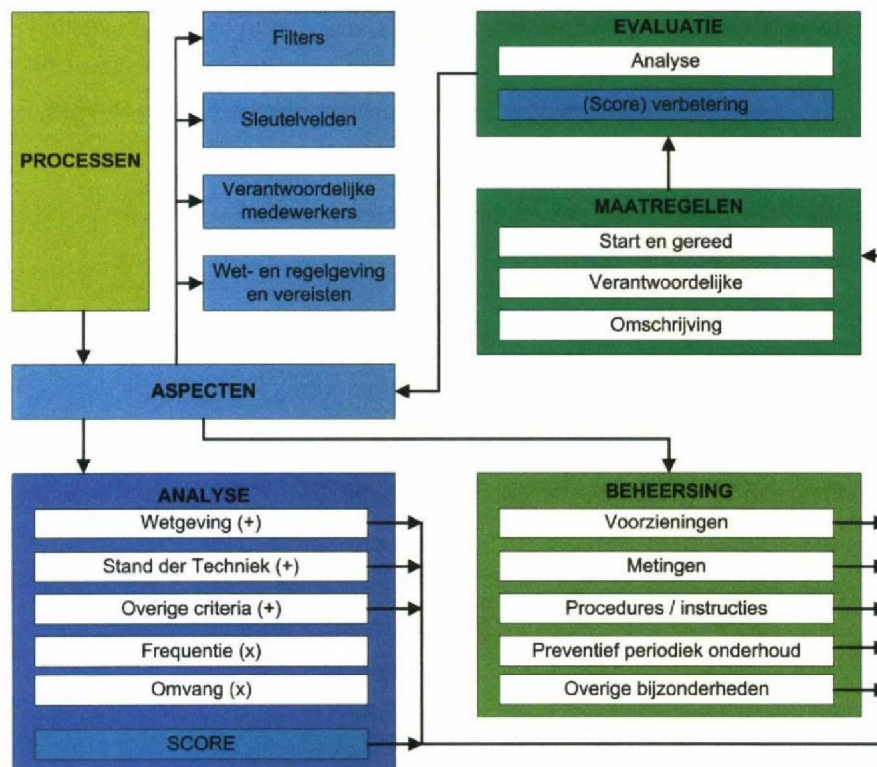 PROCESSEN
Filters
Sleutelvelden
Verantwoordelijke
medewerkers
Wet- en regelgeving
en vereisten
EVALUATIE
Analyse
(Score) verbetering
MAATREGELEN
Start en gereed
Verantwoordelijke
Omschrijving
ASPECTEN
ANALYSE
Wetgeving (+)
Stand der Techniek (+)
Overige criteria (+)
Frequentie (x)
Omvang (x)
SCORE
BEHEERSING
Voorzieningen
Metingen
Procedures / instructies
Preventief periodiek onderhoud
Overige bijzonderheden